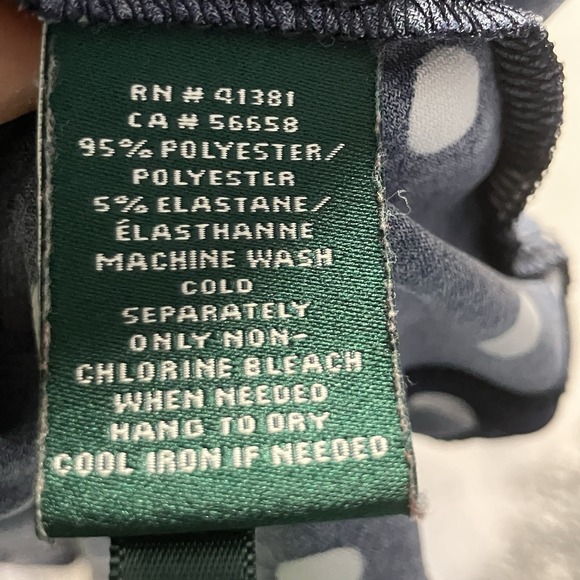 RN # 41381
CA # 56658
95% POLYESTER/
POLYESTER
5% ELASTANE/
ÉLASTHANNE
MACHINE WASH
COLD
SEPARATELY
ONLY NON-
CHLORINE BLEACH
WHEN NEEDED
HANG TO DRY
COOL IRON IF NEEDED